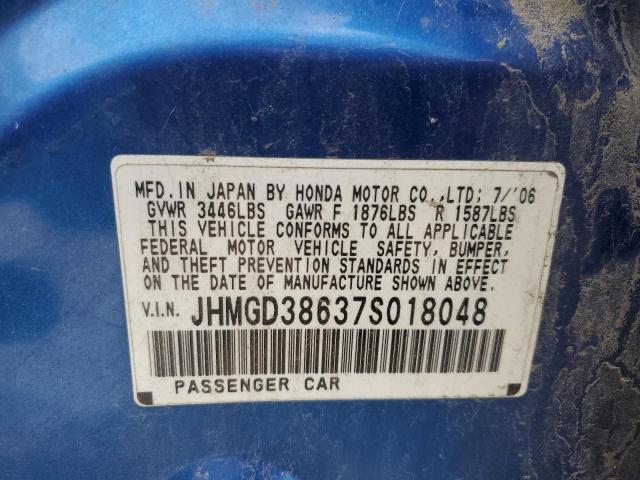 MFD. IN JAPAN BY HONDA MOTOR CO.,LTD; 7/'06
GVWR 3446LBS GAWR F 1876LBS R 1587LBS
THIS VEHICLE CONFORMS TO ALL APPLICABLE
FEDERAL MOTOR VEHICLE SAFETY, BUMPER,
AND THEFT PREVENTION STANDARDS IN EFFECT
ON THE DATE OF MANUFACTURE SHOWN ABOVE.
V.I.N. JHMGD38637S018048
PASSENGER CAR